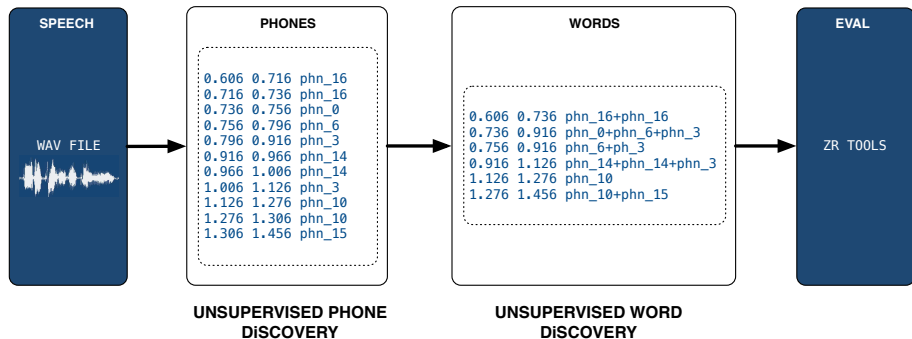 SPEECH
WAV FILE
PHONES
0.606 0.716 phn_16
0.716 0.736 phn_16
0.736 0.756 phn_0
0.756 0.796 phn_6
0.796 0.916 phn_3
0.916 0.966 phn_14
0.966 1.006 phn_14
1.006 1.126 phn_3
1.126 1.276 phn_10
1.276 1.306 phn_10
1.306 1.456 phn_15
UNSUPERVISED PHONE
DiSCOVERY
WORDS
0.606 0.736 phn_16+phn_16
0.736 0.916 phn_0+phn_6+phn_3
0.756 0.916 phn_6+ph_3
0.916 1.126 phn_14+phn_14+phn_3
1.126 1.276 phn_10
1.276 1.456 phn_10+phn_15
UNSUPERVISED WORD
DiSCOVERY
EVAL
ZR TOOLS